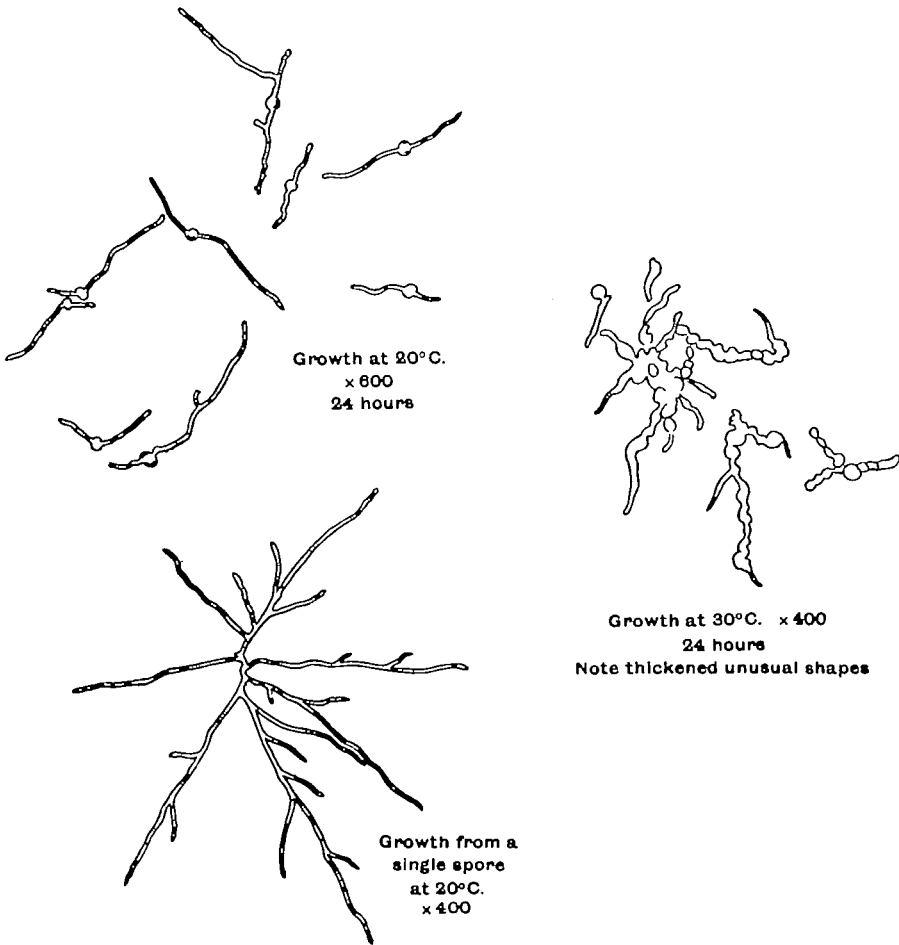 Growth at 20°C.
x 600
24 hours
Growth at 30°C. x 400
24 hours
Note thickened unusual shapes
Growth from a
single spore
at 20°C.
x 400